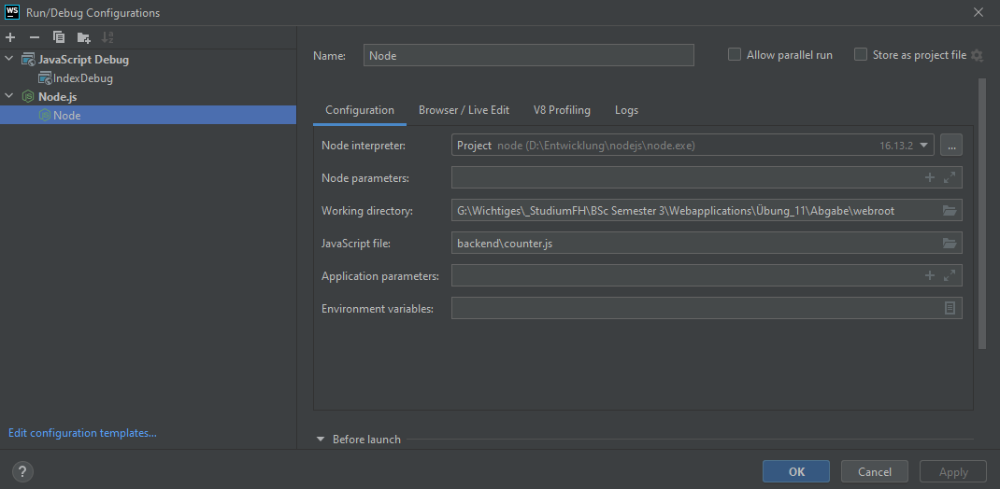 WS Run/Debug Configurations
JavaScript Debug
IndexDebug
Node.js
Node
Edit configuration templates...
Name: Node
Allow parallel run
Store as project file
Configuration Browser / Live Edit V8 Profiling Logs
Node interpreter: Project node (D:\Entwicklung\nodejs\node.exe) 16.13.2 ...
Node parameters:
Working directory: G:\Wichtiges\_StudiumFH\BSc Semester 3\Webapplications\Übung_11\Abgabe\webroot
JavaScript file: backend\counter.js
Application parameters:
Environment variables:
Before launch
? OK Cancel Apply